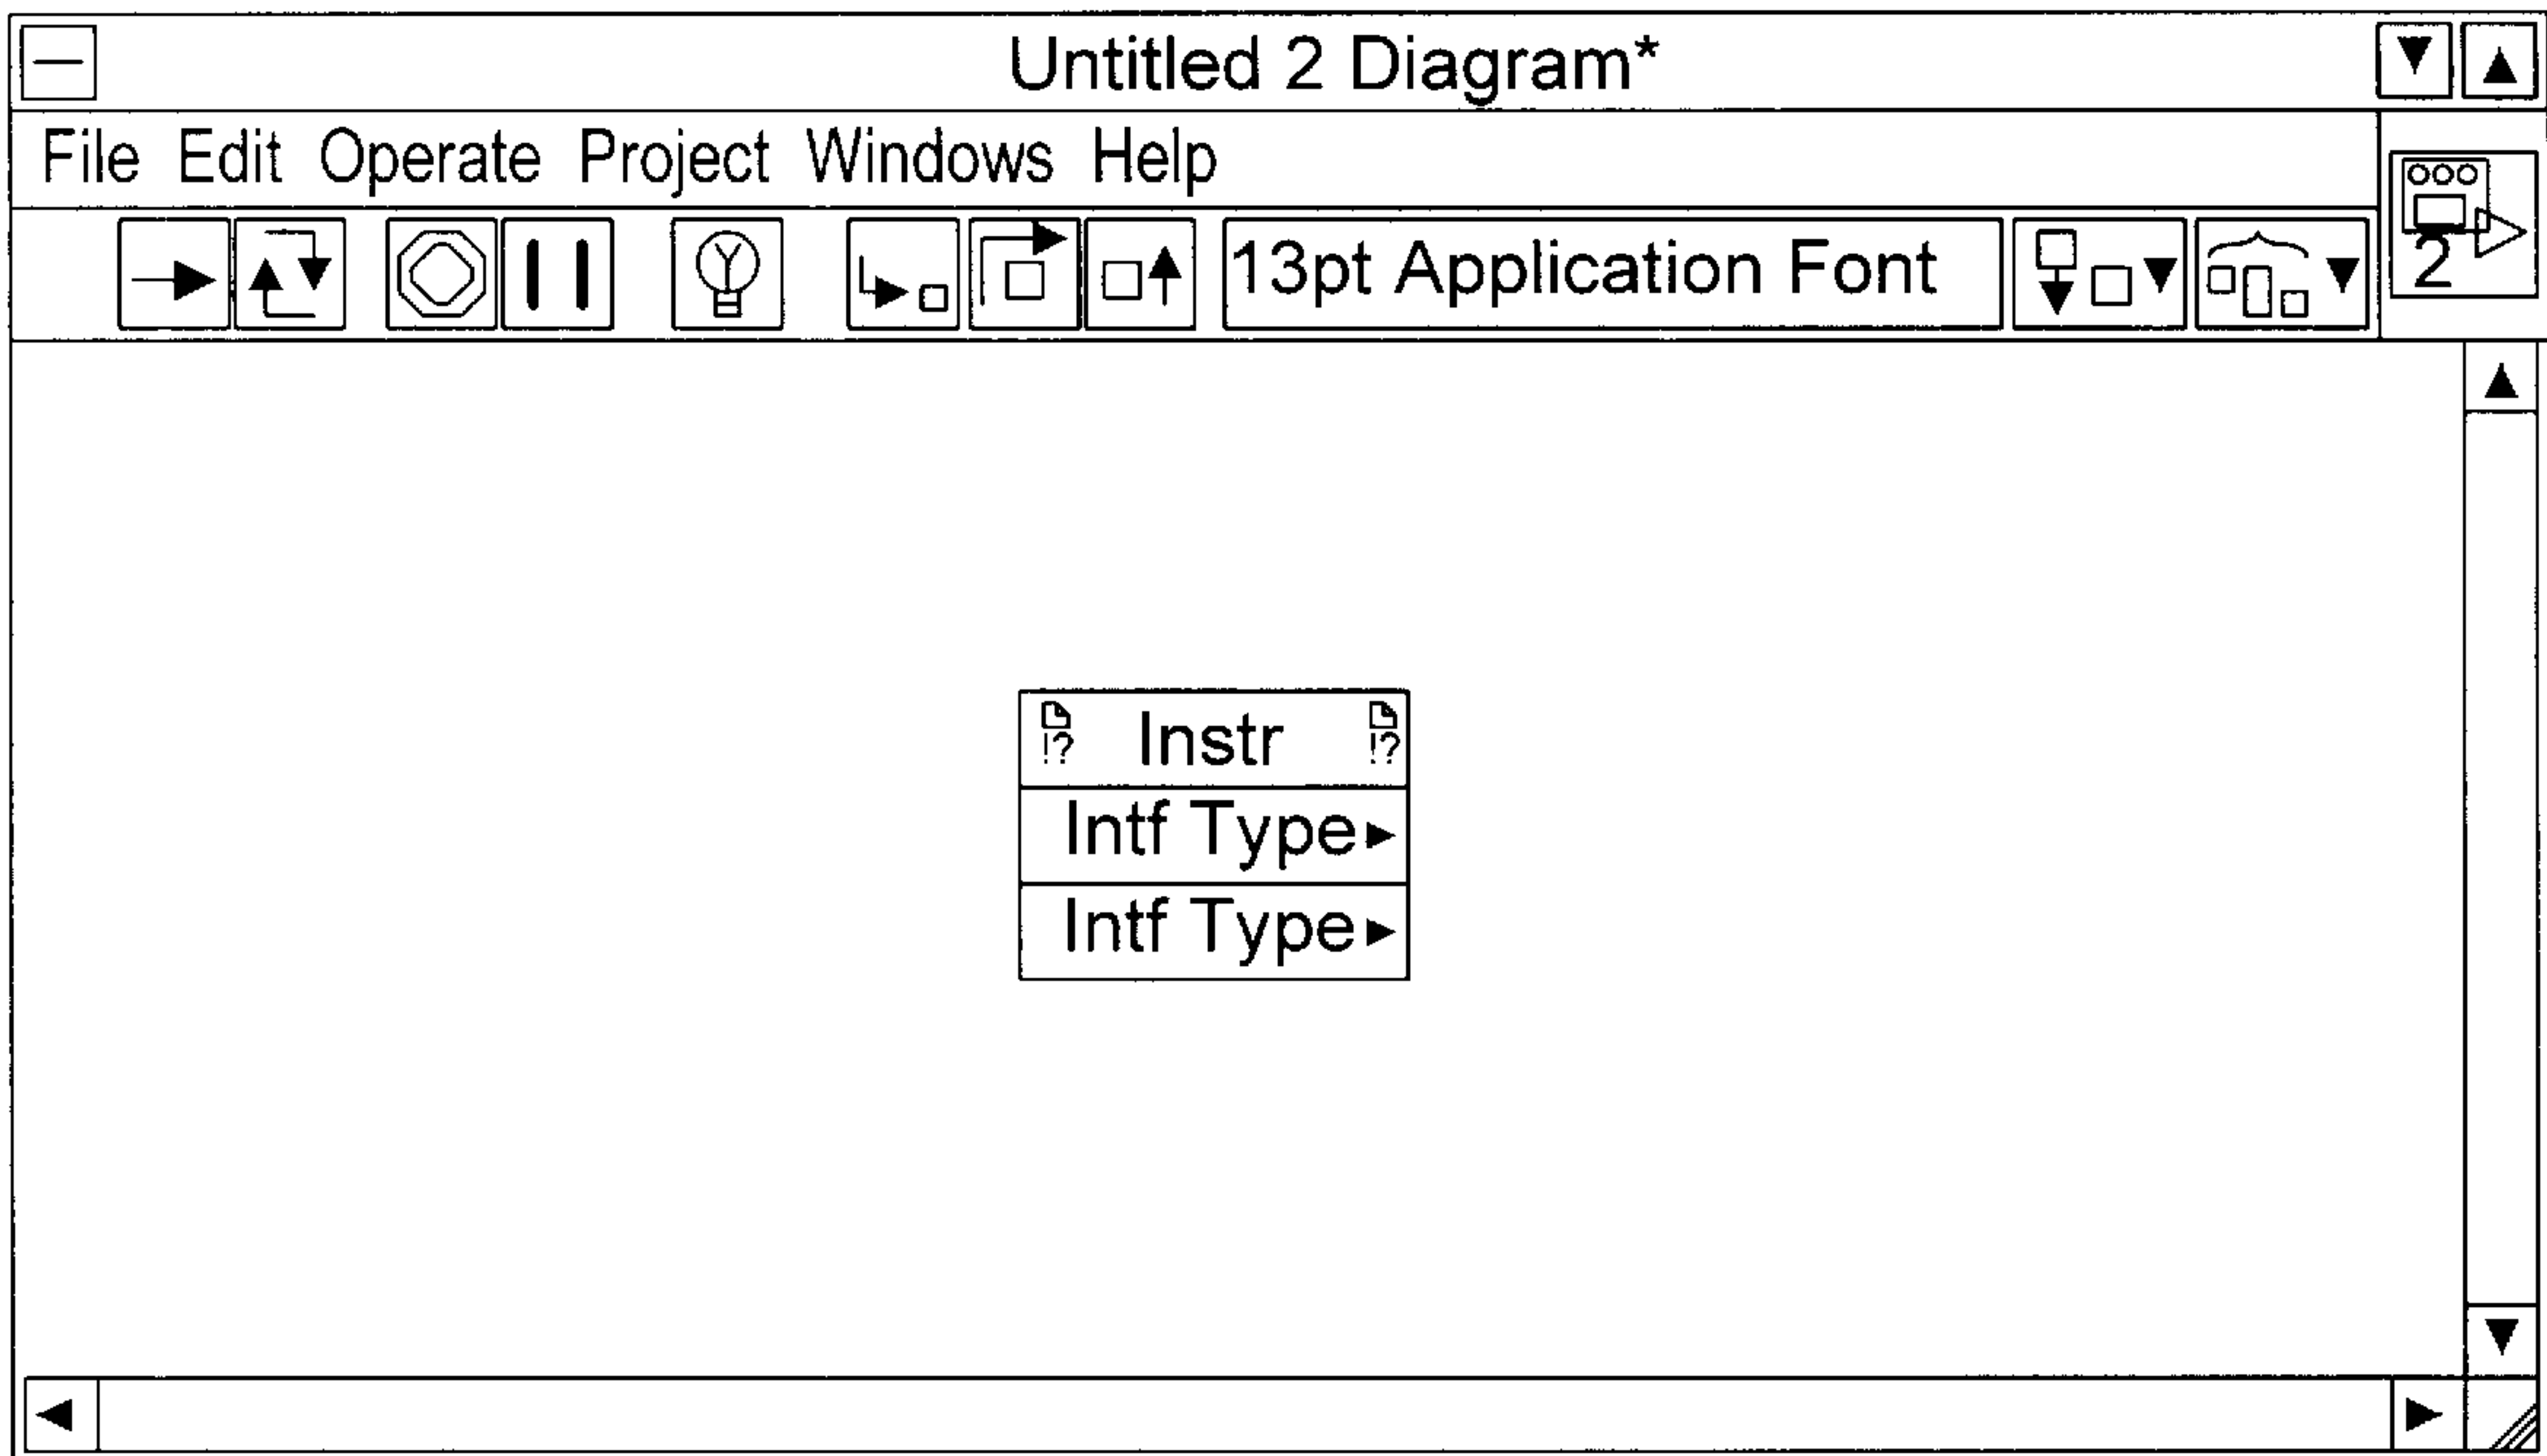 Untitled 2 Diagram*
File Edit Operate Project Windows Help
13pt Application Font
2
!? Instr !?
Intf Type
Intf Type